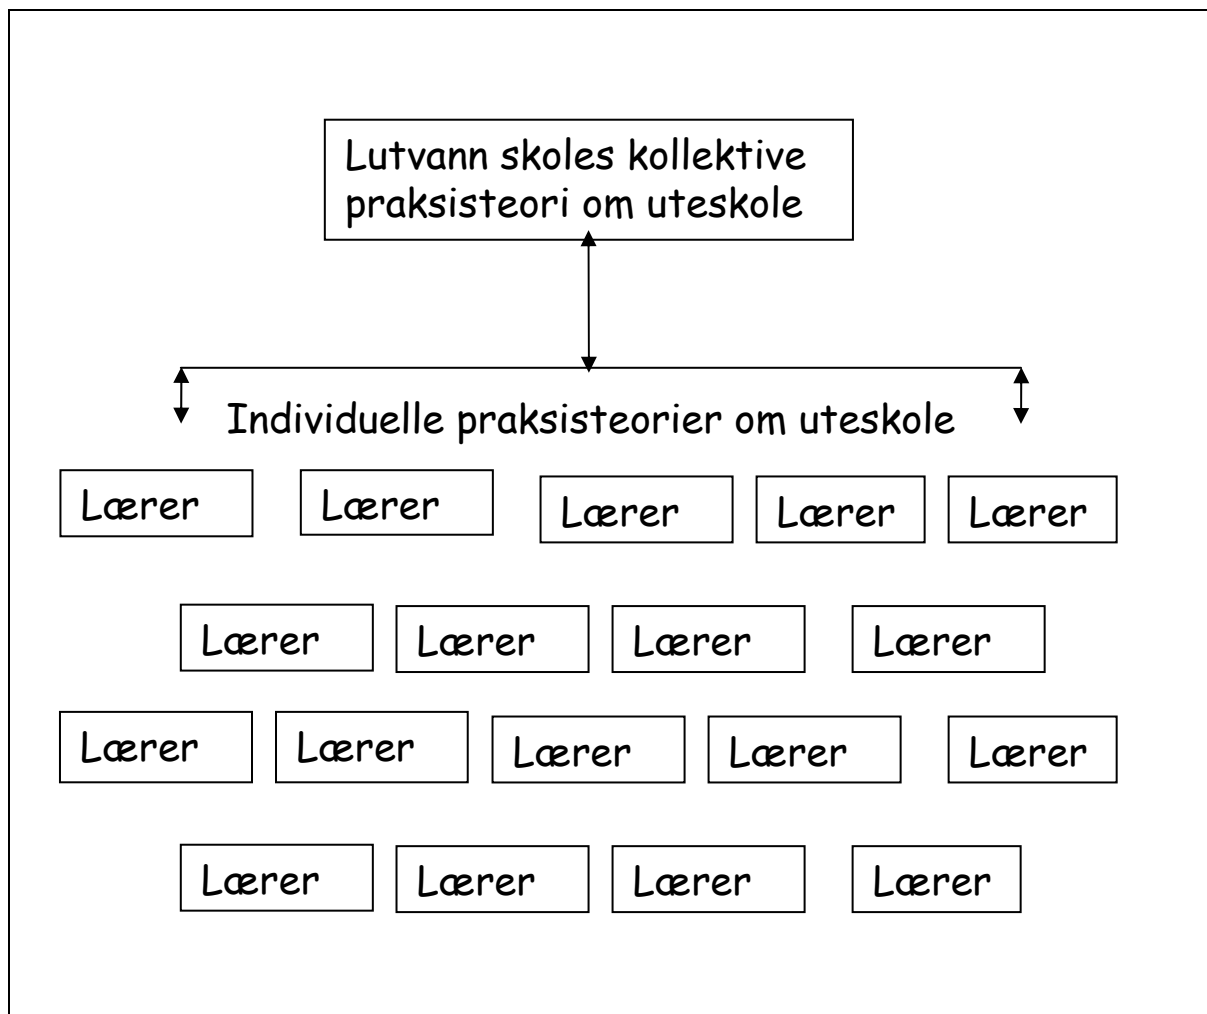 Lutvann skoles kollektive
praksisteori om uteskole
Individuelle praksisteorier om uteskole
Lærer Lærer Lærer Lærer Lærer
Lærer Lærer Lærer Lærer
Lærer Lærer Lærer Lærer Lærer
Lærer Lærer Lærer Lærer